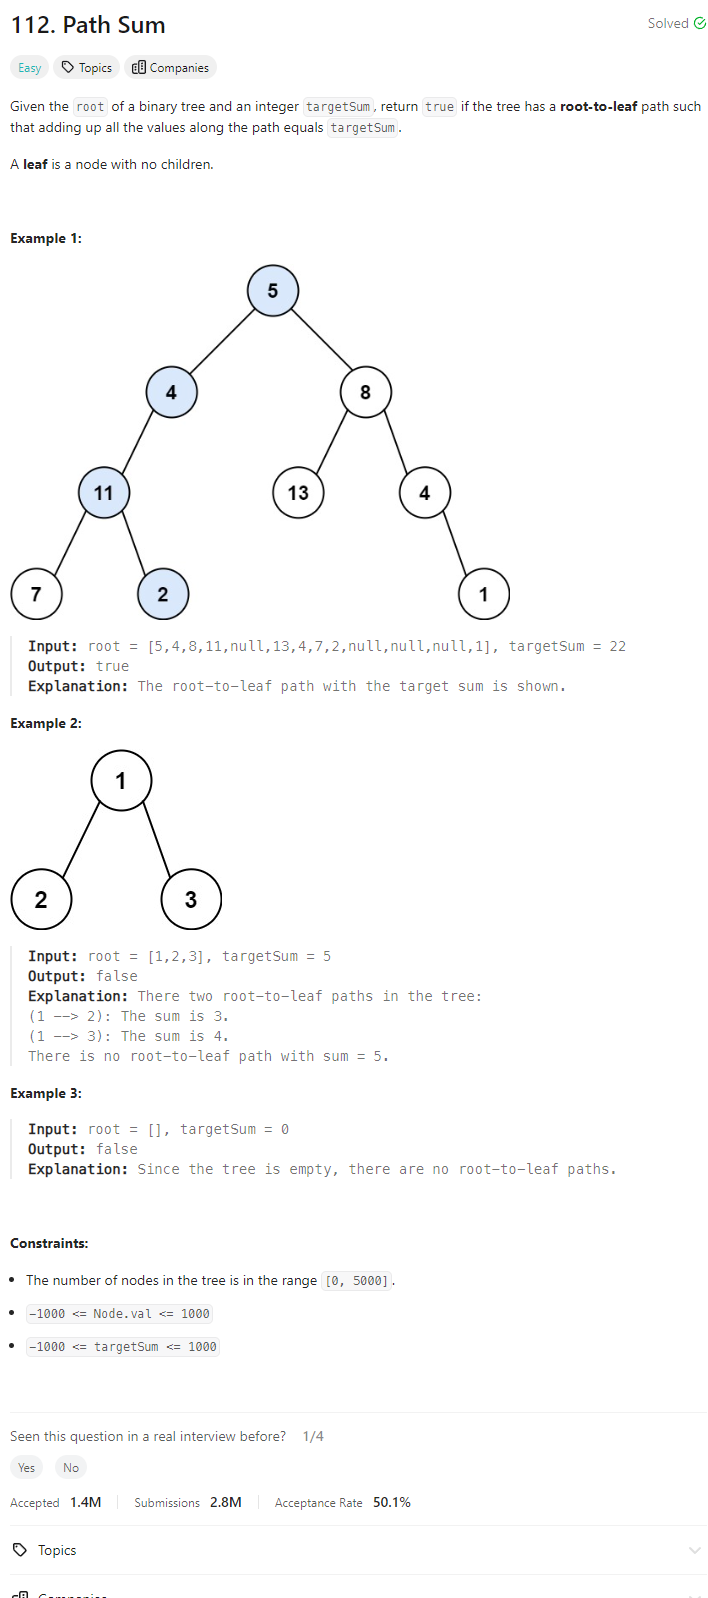 112. Path Sum
Solved
Easy
Topics
Companies
Given the root of a binary tree and an integer targetSum, return true if the tree has a root-to-leaf path such
that adding up all the values along the path equals targetSum.
A leaf is a node with no children.
Example 1:
5
4
8
11
13
4
7
2
1
Input: root = [5,4,8,11,null,13,4,7,2,null,null,null,1], targetSum = 22
Output: true
Explanation: The root-to-leaf path with the target sum is shown.
Example 2:
1
2
3
Input: root = [1,2,3], targetSum = 5
Output: false
Explanation: There two root-to-leaf paths in the tree:
(1 --> 2): The sum is 3.
(1 --> 3): The sum is 4.
There is no root-to-leaf path with sum = 5.
Example 3:
Input: root = [], targetSum = 0
Output: false
Explanation: Since the tree is empty, there are no root-to-leaf paths.
Constraints:
• The number of nodes in the tree is in the range [0, 5000].
• -1000 <= Node.val <= 1000
• -1000 <= targetSum <= 1000
Seen this question in a real interview before? 1/4
Yes
No
Accepted 1.4M
Submissions 2.8M
Acceptance Rate 50.1%
Topics
Companies